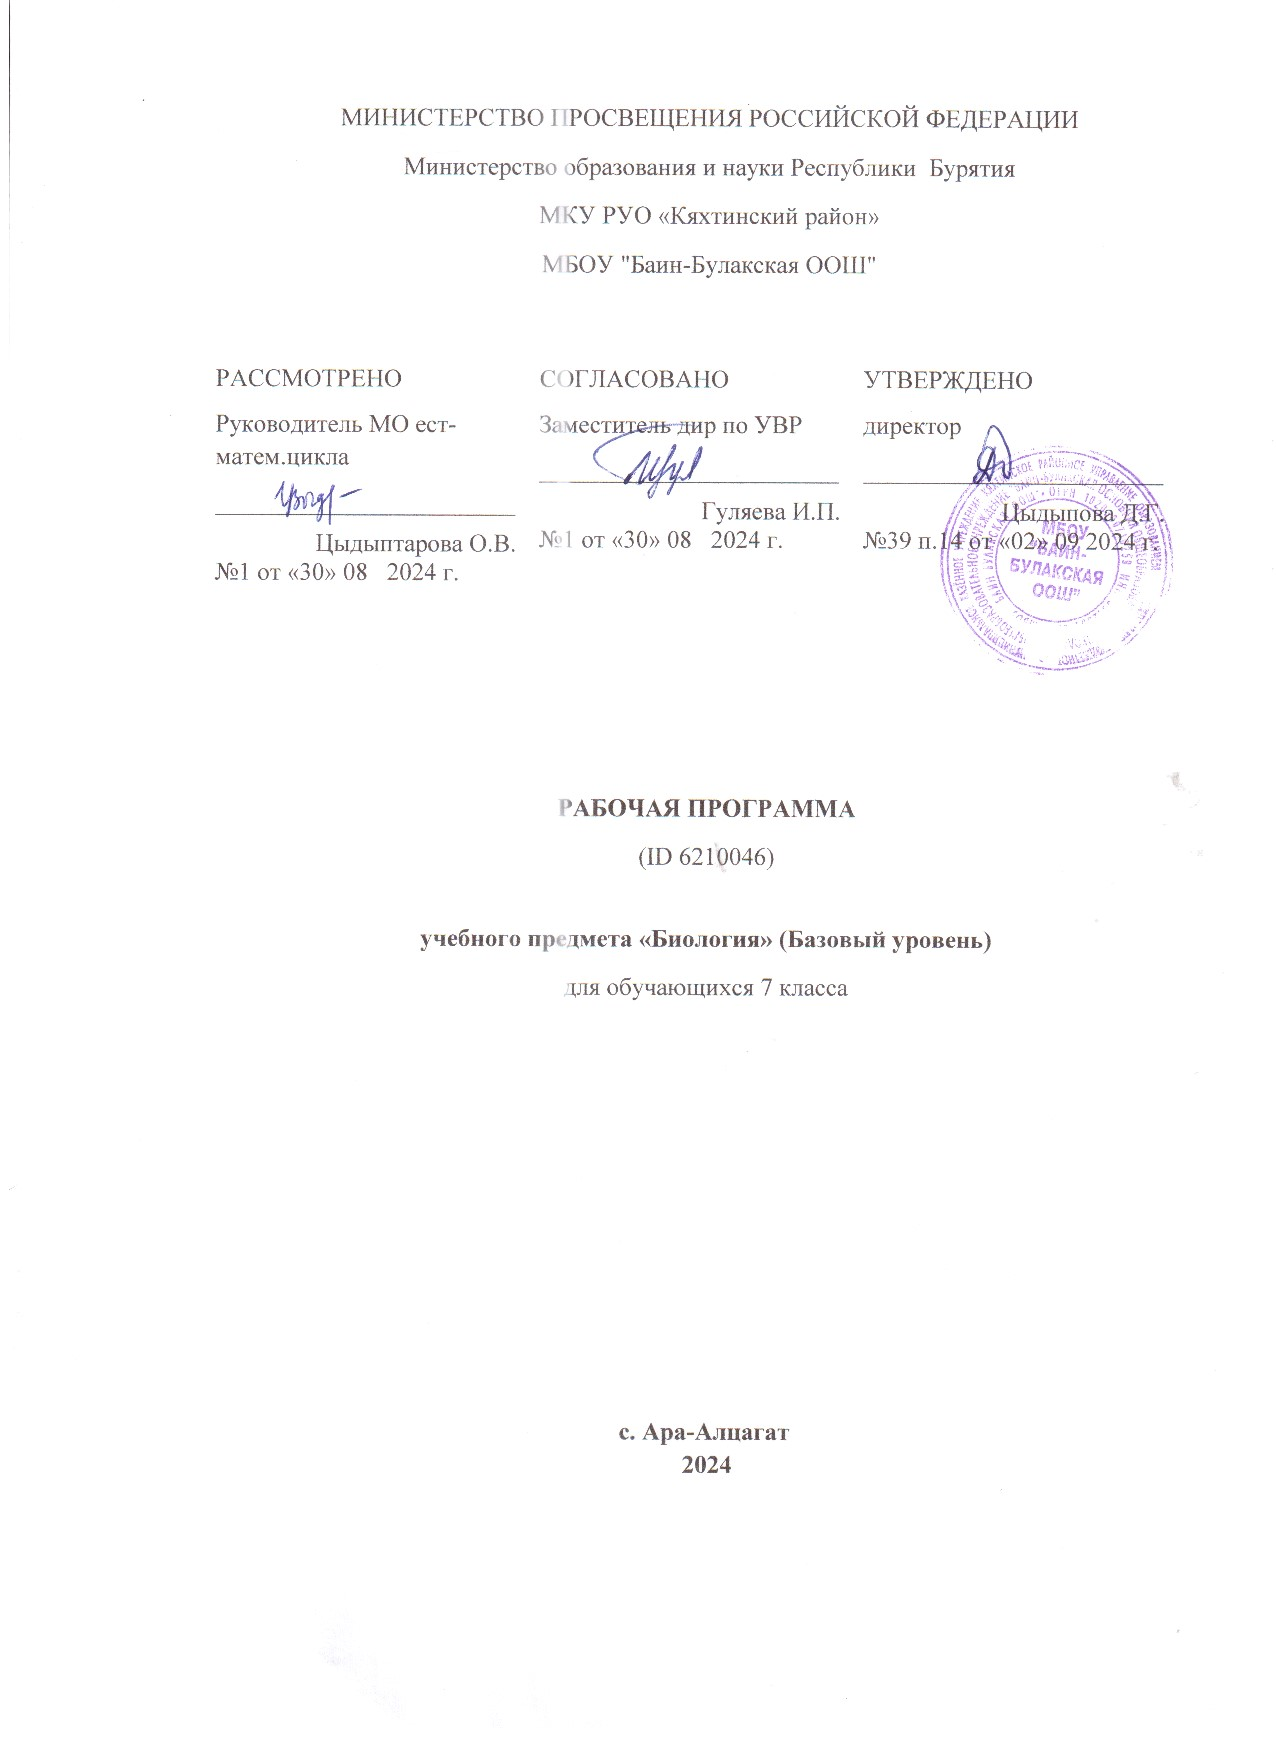 МИНИСТЕРСТВО ПРОСВЕЩЕНИЯ РОССИЙСКОЙ ФЕДЕРАЦИИ
Министерство образования и науки Республики Бурятия
МКУ РУО «Кяхтинский район»
МБОУ "Баин-Булакская ООШ"
РАССМОТРЕНО
Руководитель МО ест-
матем.цикла
Цыдыптарова О.В.
№1 от «30» 08 2024 г.
СОГЛАСОВАНО
Заместитель дир по УВР
Гуляева И.П.
№1 от «30» 08 2024 г.
УТВЕРЖДЕНО
директор
Цыдыпова Д.Г.
№39 п.14 от «02» 09 2024 г.
МБОУ
"БАИН-
БУЛАКСКАЯ
ООШ"
РАБОЧАЯ ПРОГРАММА
(ID 6210046)
учебного предмета «Биология» (Базовый уровень)
для обучающихся 7 класса
с. Ара-Алцагат
2024